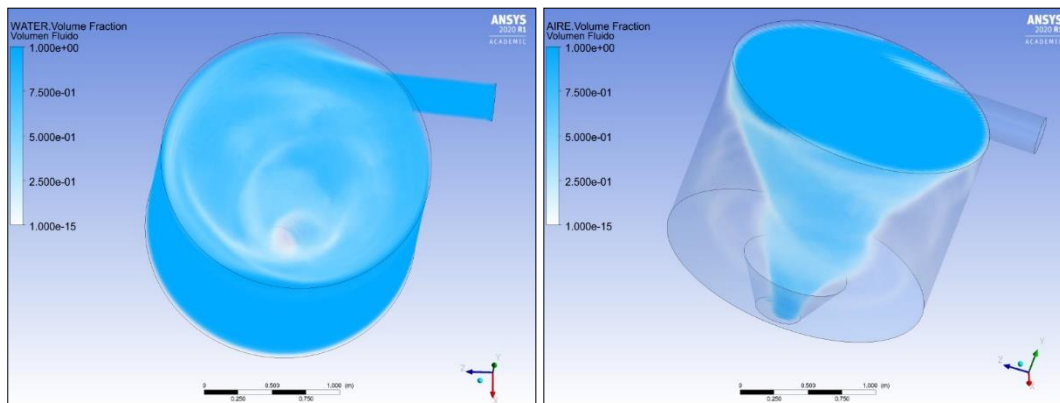 WATER.Volume Fraction
Volumen Fluido
1.000e+00
7.500e-01
5.000e-01
2.500e-01
1.000e-15
ANSYS
2020 R1
ACADEMIC
Z
Y
X
0
0.500
1.000
(m)
0.250
0.750
AIRE.Volume Fraction
Volumen Fluido
1.000e+00
7.500e-01
5.000e-01
2.500e-01
1.000e-15
ANSYS
2020 R1
ACADEMIC
Z
Y
X
0
0.500
1.000 (m)
0.250
0.750